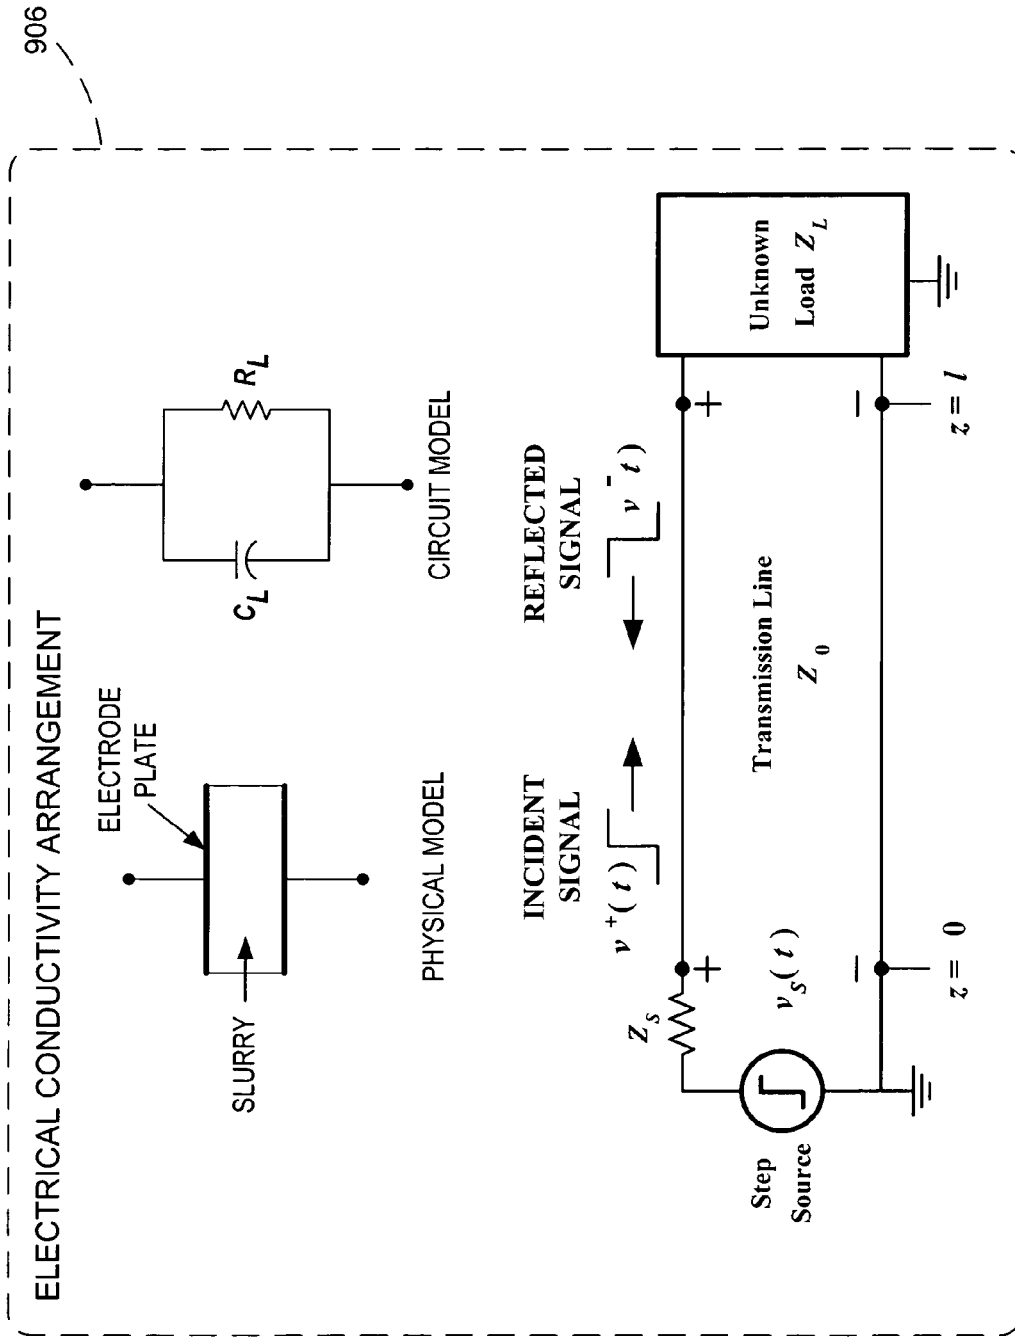 906
ELECTRICAL CONDUCTIVITY ARRANGEMENT
ELECTRODE
PLATE
SLURRY
PHYSICAL MODEL
C_L
R_L
CIRCUIT MODEL
INCIDENT
SIGNAL
v^+(t)
REFLECTED
SIGNAL
v^- t)
Step
Source
Z_s
+
v_S(t)
−
z = 0
Transmission Line
Z_0
+
−
z = l
Unknown
Load Z_L